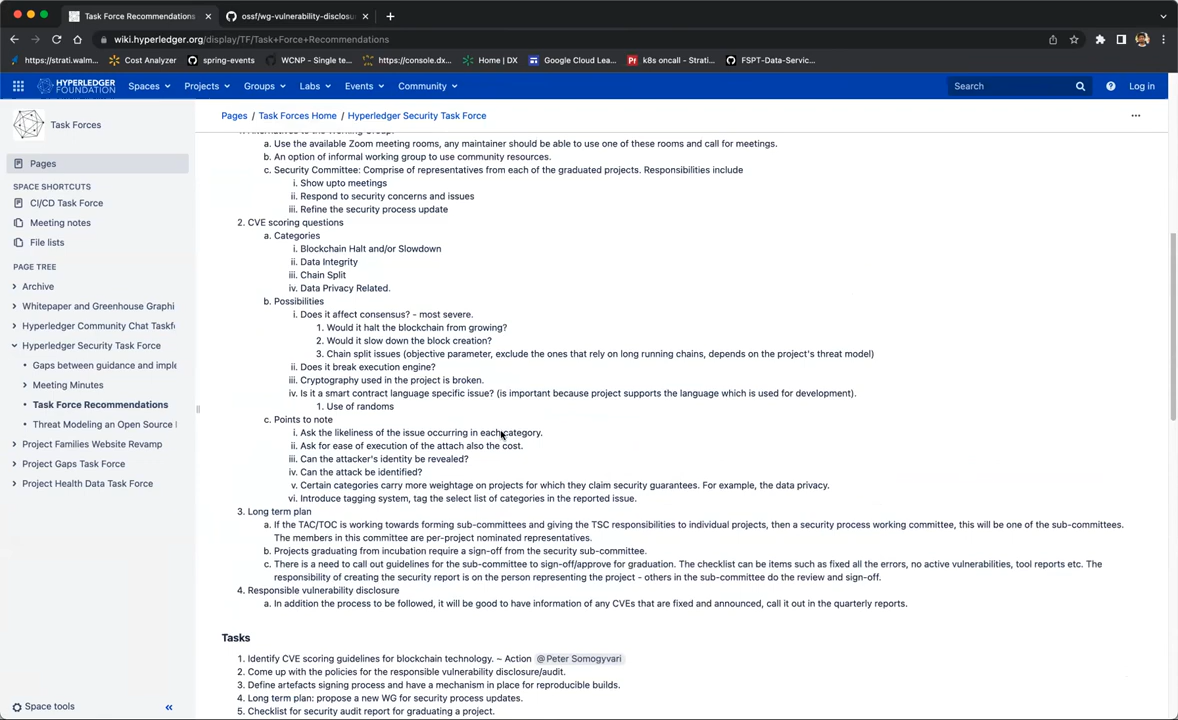 Task Force Recommendations
ossf/wg-vulnerability-disclosu
wiki.hyperledger.org/display/TF/Task+Force+Recommendations
https://strati.walm...
Cost Analyzer
spring-events
WCNP - Single te...
https://console.dx...
Home | DX
Google Cloud Lea...
k8s oncall - Strati...
FSPT-Data-Servic...
HYPERLEDGER FOUNDATION
Spaces
Projects
Groups
Labs
Events
Community
Search
Log in
Task Forces
Pages
SPACE SHORTCUTS
CI/CD Task Force
Meeting notes
File lists
PAGE TREE
Archive
Whitepaper and Greenhouse Graphi
Hyperledger Community Chat Taskf
Hyperledger Security Task Force
Gaps between guidance and imple
Meeting Minutes
Task Force Recommendations
Threat Modeling an Open Source
Project Families Website Revamp
Project Gaps Task Force
Project Health Data Task Force
Space tools
Pages / Task Forces Home / Hyperledger Security Task Force
1. Alternatives to the Working Group.
a. Use the available Zoom meeting rooms, any maintainer should be able to use one of these rooms and call for meetings.
b. An option of informal working group to use community resources.
c. Security Committee: Comprise of representatives from each of the graduated projects. Responsibilities include
i. Show upto meetings
ii. Respond to security concerns and issues
iii. Refine the security process update
2. CVE scoring questions
a. Categories
i. Blockchain Halt and/or Slowdown
ii. Data Integrity
iii. Chain Split
iv. Data Privacy Related.
b. Possibilities
i. Does it affect consensus? - most severe.
1. Would it halt the blockchain from growing?
2. Would it slow down the block creation?
3. Chain split issues (objective parameter, exclude the ones that rely on long running chains, depends on the project's threat model)
ii. Does it break execution engine?
iii. Cryptography used in the project is broken.
iv. Is it a smart contract language specific issue? (is important because project supports the language which is used for development).
1. Use of randoms
c. Points to note
i. Ask the likeliness of the issue occurring in each category.
ii. Ask for ease of execution of the attach also the cost.
iii. Can the attacker's identity be revealed?
iv. Can the attack be identified?
v. Certain categories carry more weightage on projects for which they claim security guarantees. For example, the data privacy.
vi. Introduce tagging system, tag the select list of categories in the reported issue.
3. Long term plan
a. If the TAC/TOC is working towards forming sub-committees and giving the TSC responsibilities to individual projects, then a security process working committee, this will be one of the sub-committees.
The members in this committee are per-project nominated representatives.
b. Projects graduating from incubation require a sign-off from the security sub-committee.
c. There is a need to call out guidelines for the sub-committee to sign-off/approve for graduation. The checklist can be items such as fixed all the errors, no active vulnerabilities, tool reports etc. The
responsibility of creating the security report is on the person representing the project - others in the sub-committee do the review and sign-off.
4. Responsible vulnerability disclosure
a. In addition the process to be followed, it will be good to have information of any CVEs that are fixed and announced, call it out in the quarterly reports.
Tasks
1. Identify CVE scoring guidelines for blockchain technology. ~ Action @Peter Somogyvari
2. Come up with the policies for the responsible vulnerability disclosure/audit.
3. Define artefacts signing process and have a mechanism in place for reproducible builds.
4. Long term plan: propose a new WG for security process updates.
5. Checklist for security audit report for graduating a project.